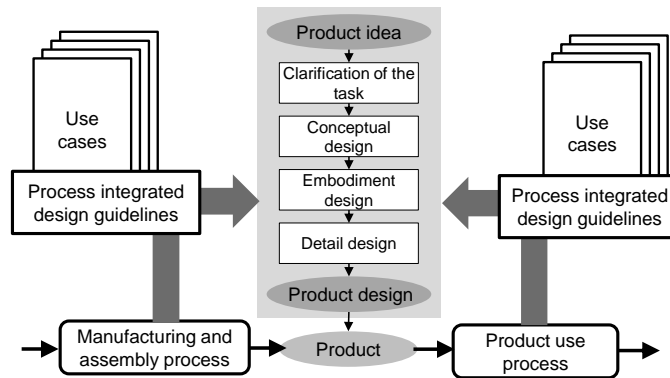 Product idea
Clarification of the
task
Conceptual
design
Embodiment
design
Detail design
Product design
Product
Use
cases
Process integrated
design guidelines
Manufacturing and
assembly process
Use
cases
Process integrated
design guidelines
Product use
process